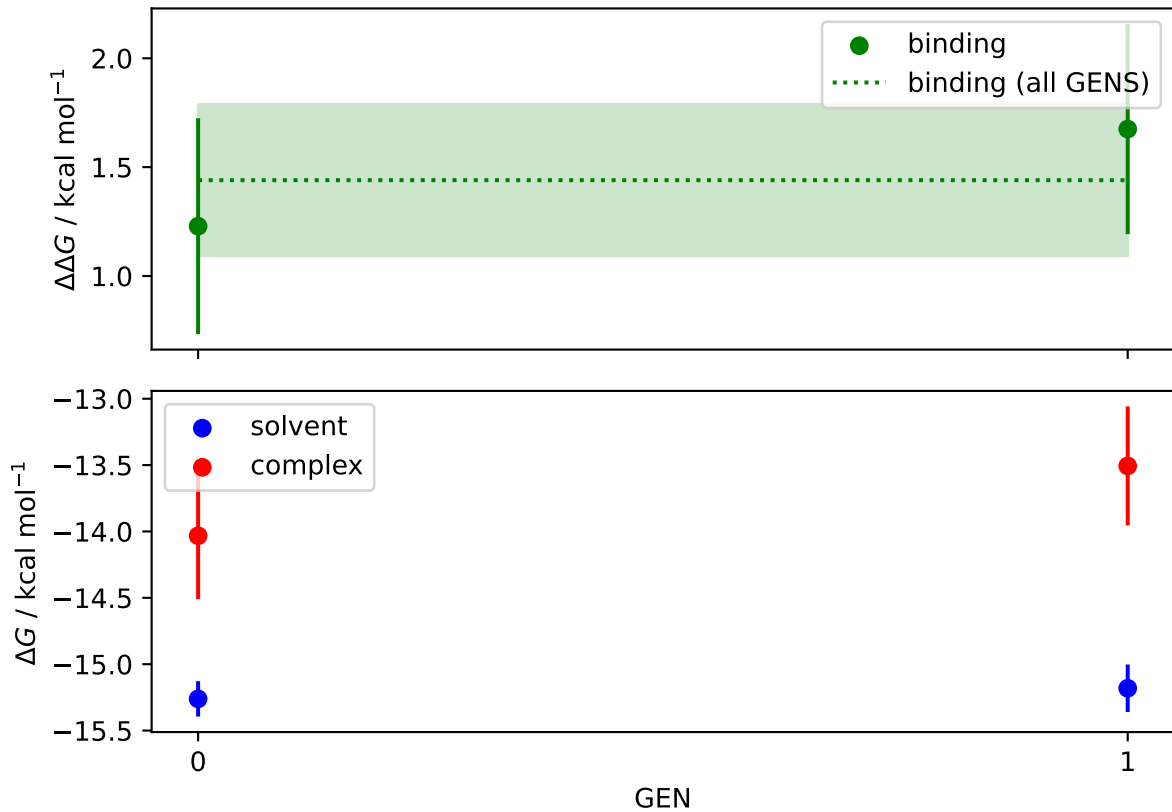 2.0
1.5
1.0
ΔΔG / kcal mol⁻¹
binding
binding (all GENS)
−13.0
−13.5
−14.0
−14.5
−15.0
−15.5
ΔG / kcal mol⁻¹
solvent
complex
0
1
GEN